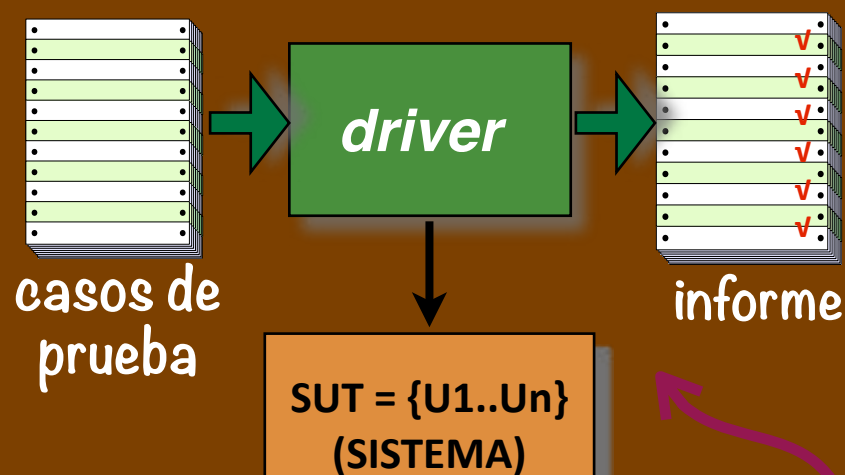 driver
casos de
prueba
informe
√
√
√
√
√
√
SUT = {U1..Un}
(SISTEMA)